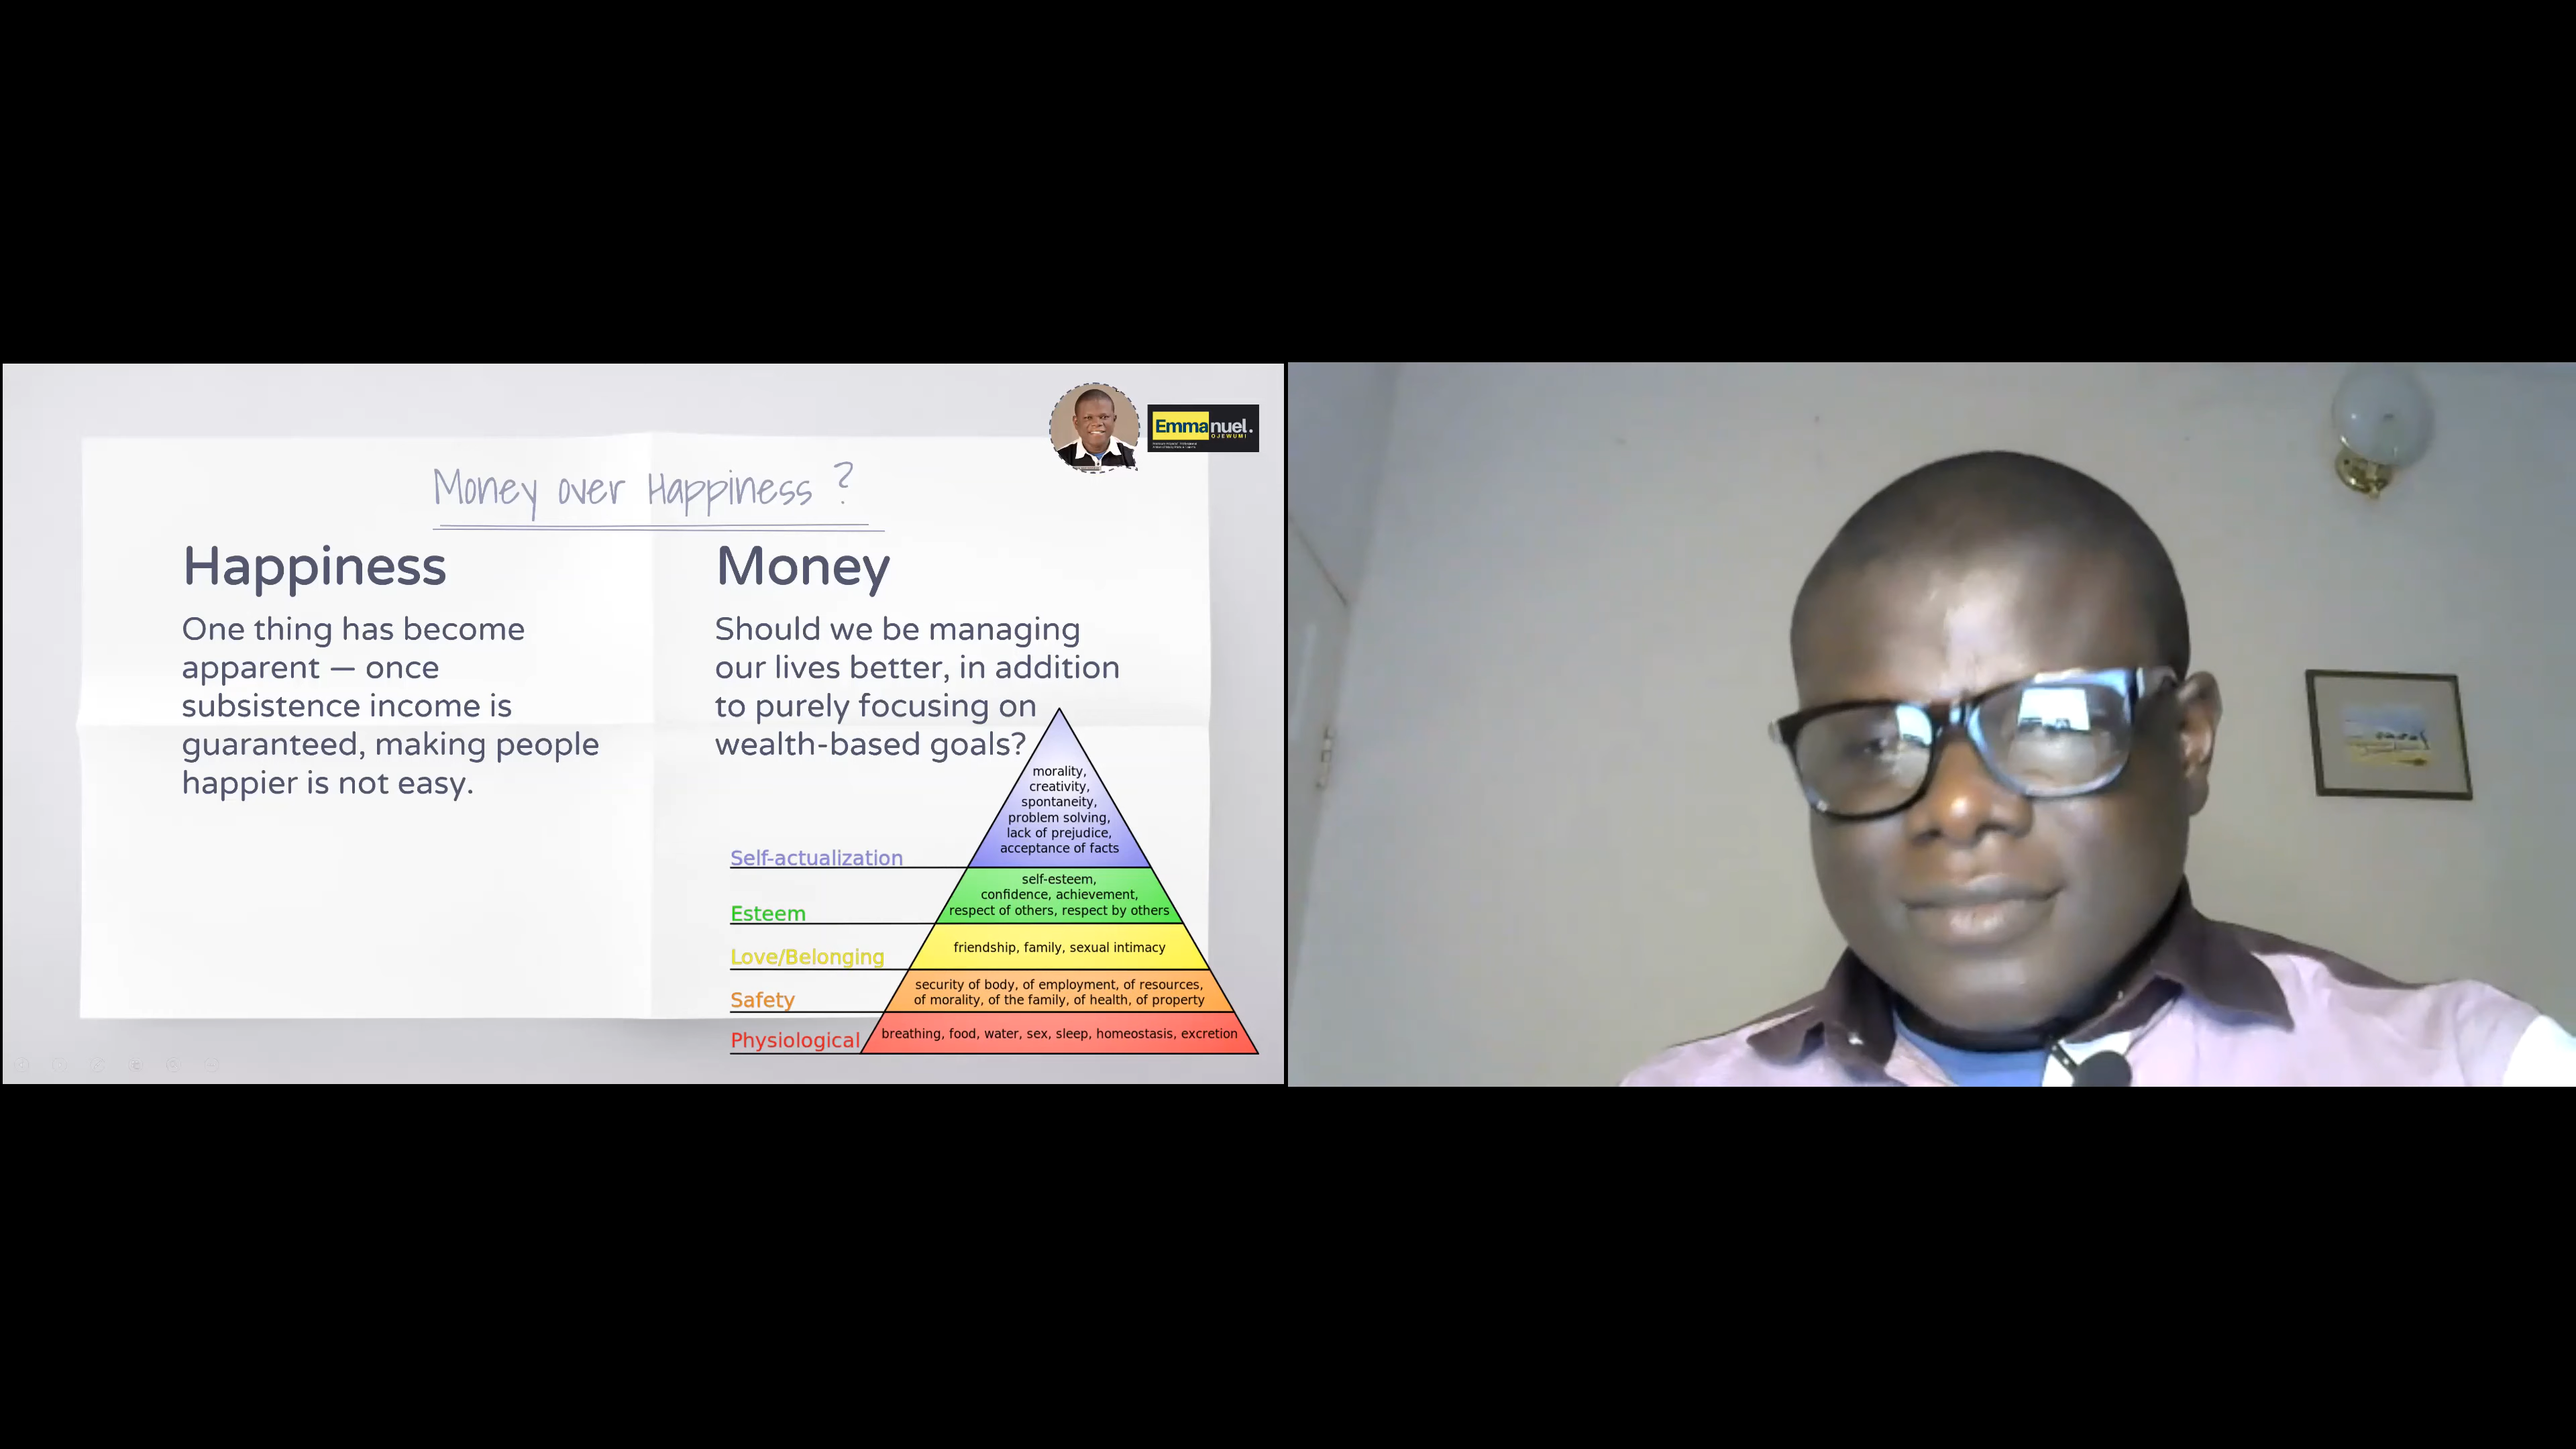 Emmanuel.
OJEWUMI
Money over Happiness ?
Happiness
One thing has become
apparent — once
subsistence income is
guaranteed, making people
happier is not easy.
Money
Should we be managing
our lives better, in addition
to purely focusing on
wealth-based goals?
morality,
creativity,
spontaneity,
problem solving,
lack of prejudice,
acceptance of facts
Self-actualization
self-esteem,
confidence, achievement,
respect of others, respect by others
Esteem
friendship, family, sexual intimacy
Love/Belonging
security of body, of employment, of resources,
of morality, of the family, of health, of property
Safety
breathing, food, water, sex, sleep, homeostasis, excretion
Physiological